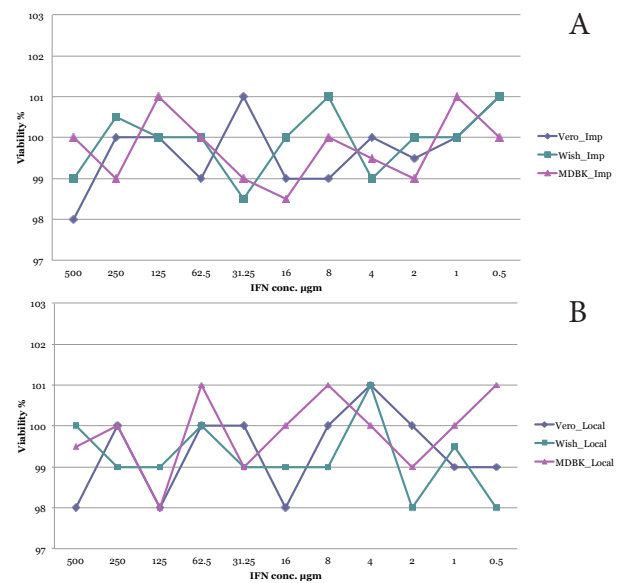 A
103
102
101
100
99
98
97
Viability %
500 250 125 62.5 31.25 16 8 4 2 1 0.5
IFN conc. µgm
Vero_Imp
Wish_Imp
MDBK_Imp
B
103
102
101
100
99
98
97
Viability %
500 250 125 62.5 31.25 16 8 4 2 1 0.5
IFN conc. µgm
Vero_Local
Wish_Local
MDBK_Local